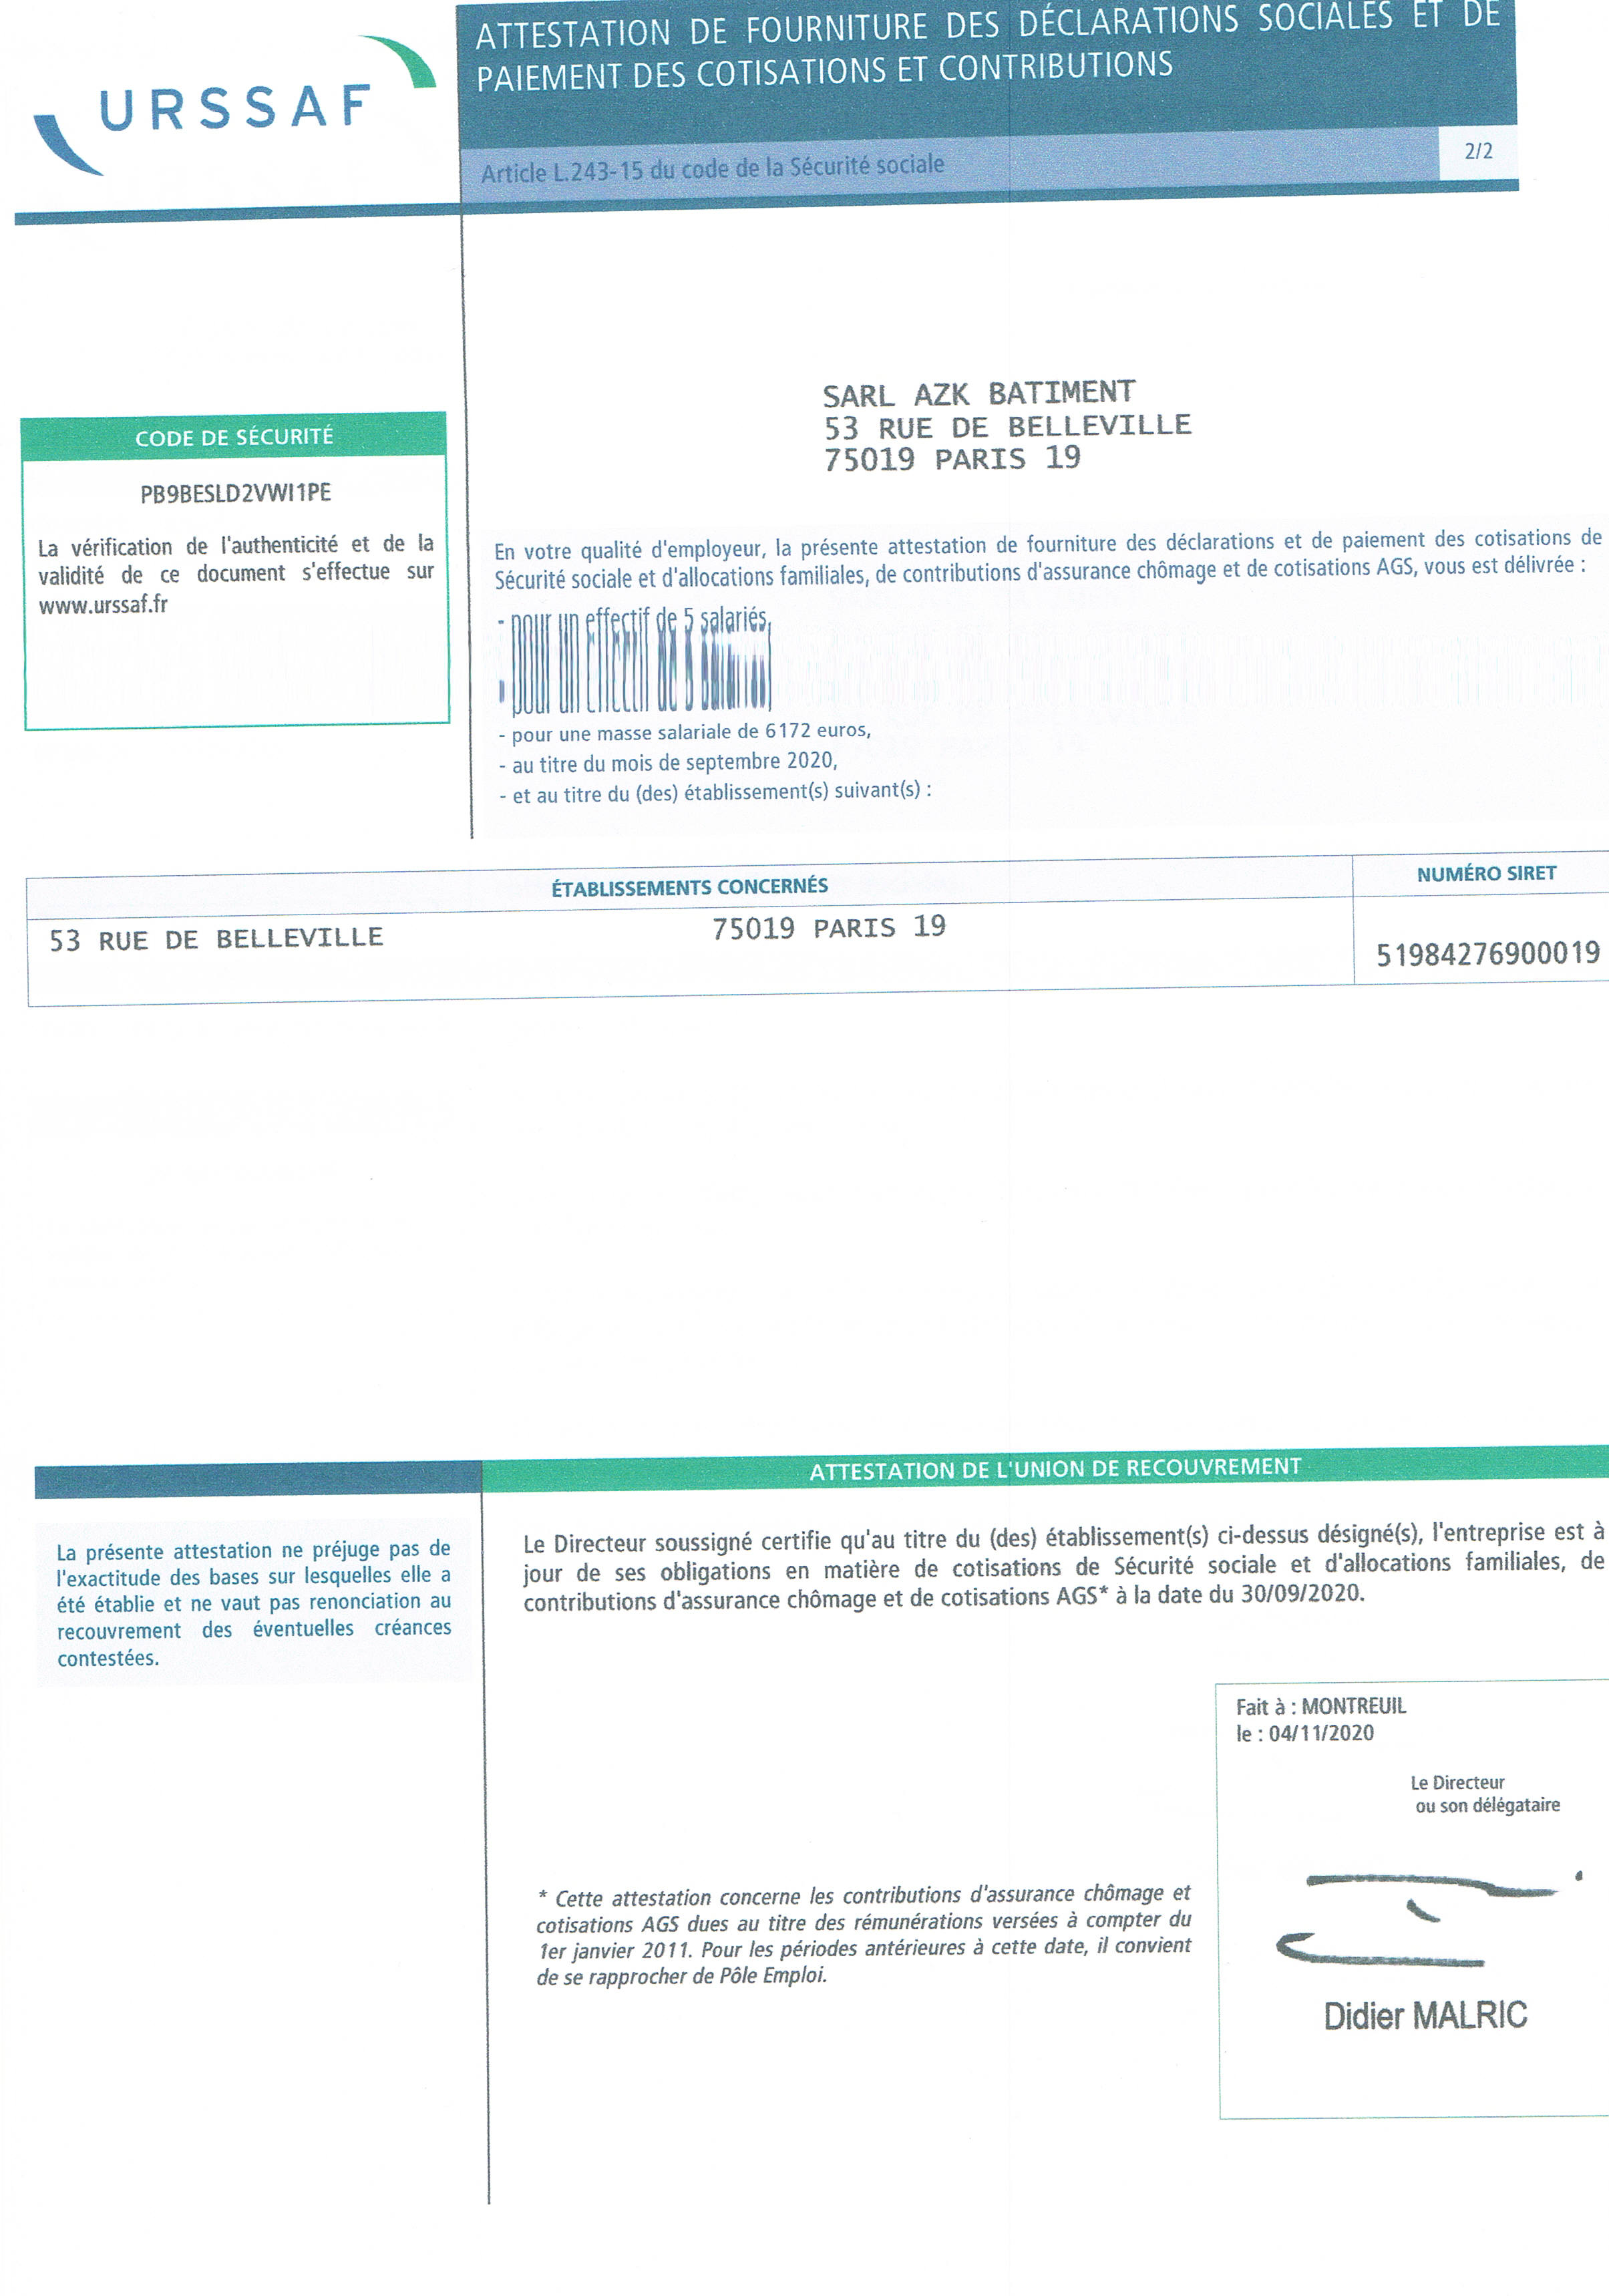 URSSAF
ATTESTATION DE FOURNITURE DES DÉCLARATIONS SOCIALES ET DE
PAIEMENT DES COTISATIONS ET CONTRIBUTIONS
Article L.243-15 du code de la Sécurité sociale
2/2
SARL AZK BATIMENT
53 RUE DE BELLEVILLE
75019 PARIS 19
CODE DE SÉCURITÉ
PB9BESLD2VWI1PE
La vérification de l'authenticité et de la
validité de ce document s'effectue sur
www.urssaf.fr
En votre qualité d'employeur, la présente attestation de fourniture des déclarations et de paiement des cotisations de
Sécurité sociale et d'allocations familiales, de contributions d'assurance chômage et de cotisations AGS, vous est délivrée :
- pour un effectif de 5 salariés,
- pour une masse salariale de 6172 euros,
- au titre du mois de septembre 2020,
- et au titre du (des) établissement(s) suivant(s) :
ÉTABLISSEMENTS CONCERNÉS
NUMÉRO SIRET
53 RUE DE BELLEVILLE 75019 PARIS 19
51984276900019
ATTESTATION DE L'UNION DE RECOUVREMENT
La présente attestation ne préjuge pas de
l'exactitude des bases sur lesquelles elle a
été établie et ne vaut pas renonciation au
recouvrement des éventuelles créances
contestées.
Le Directeur soussigné certifie qu'au titre du (des) établissement(s) ci-dessus désigné(s), l'entreprise est à
jour de ses obligations en matière de cotisations de Sécurité sociale et d'allocations familiales, de
contributions d'assurance chômage et de cotisations AGS* à la date du 30/09/2020.
Fait à : MONTREUIL
le : 04/11/2020
Le Directeur
ou son délégataire
* Cette attestation concerne les contributions d'assurance chômage et
cotisations AGS dues au titre des rémunérations versées à compter du
1er janvier 2011. Pour les périodes antérieures à cette date, il convient
de se rapprocher de Pôle Emploi.
Didier MALRIC